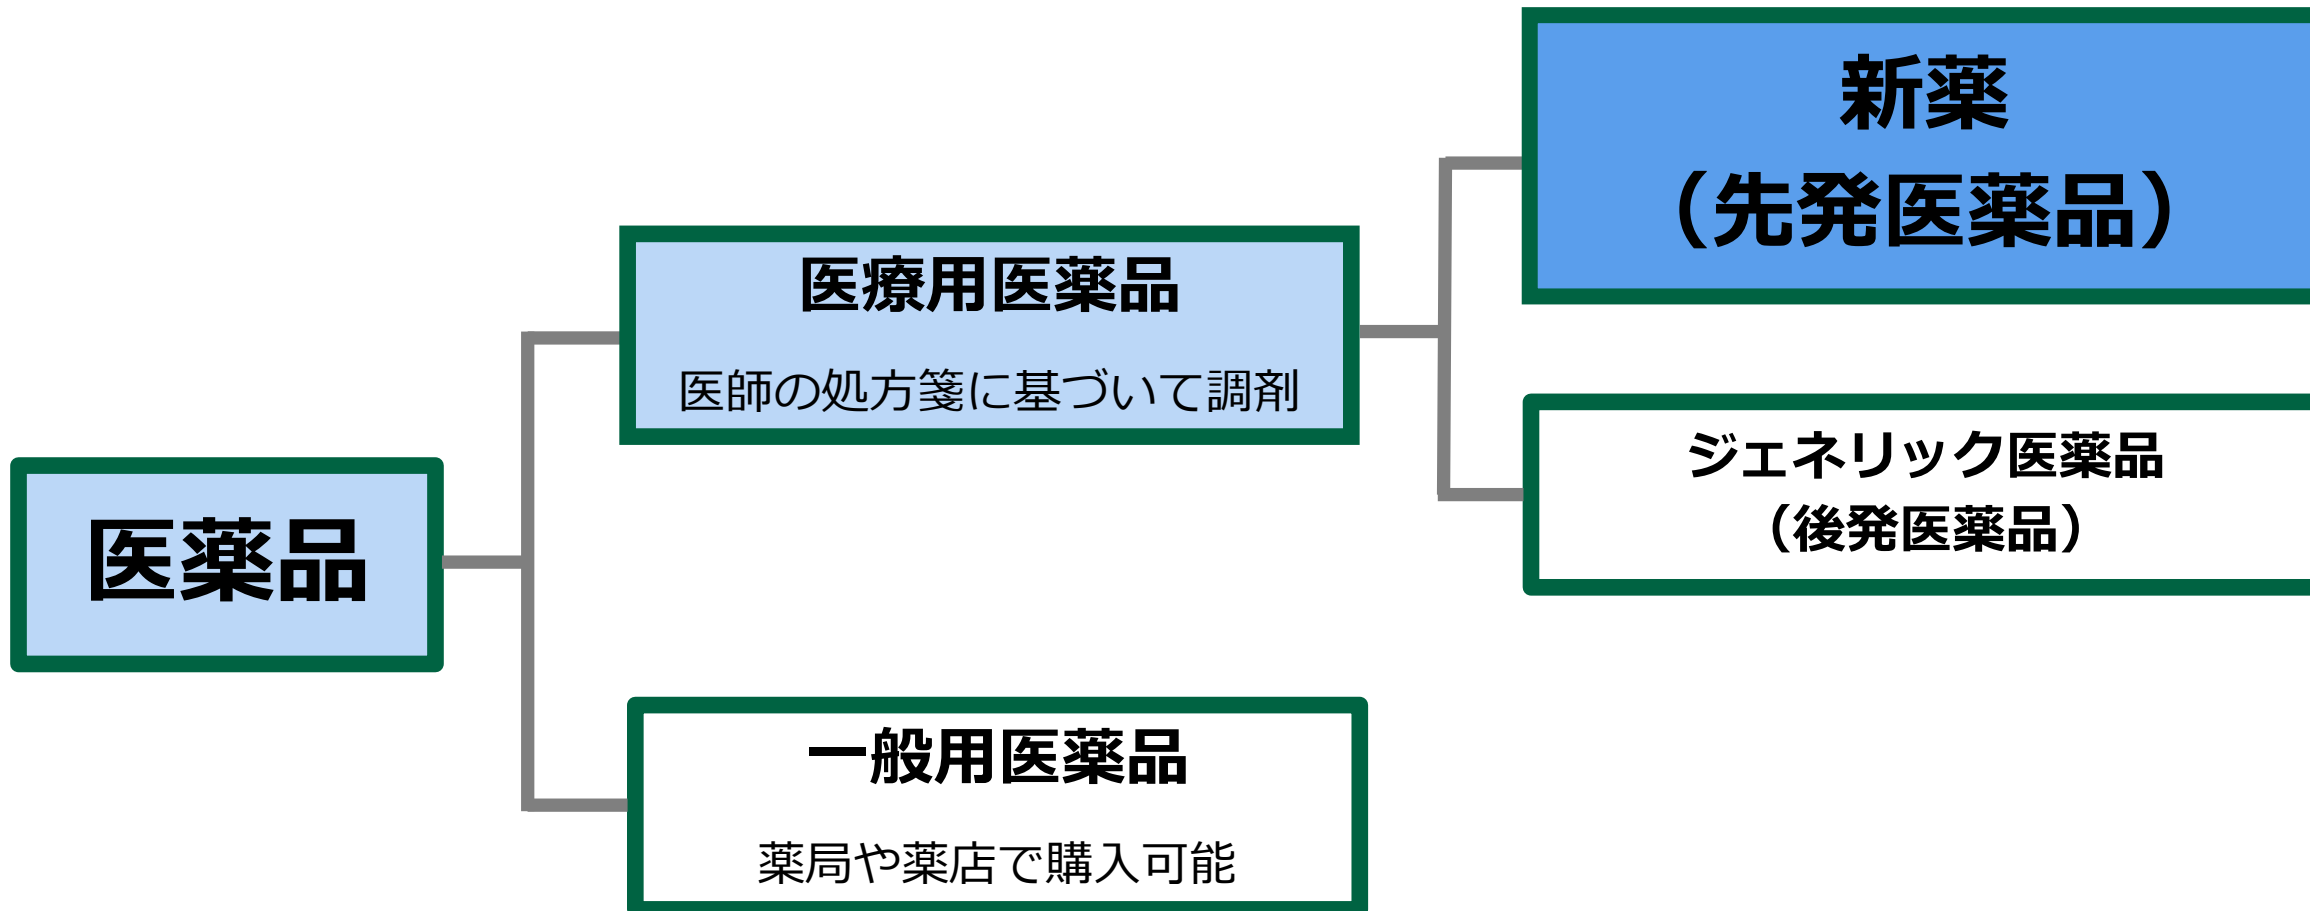 新薬
（先発医薬品）
医療用医薬品
医師の処方箋に基づいて調剤
ジェネリック医薬品
（後発医薬品）
医薬品
一般用医薬品
薬局や薬店で購入可能